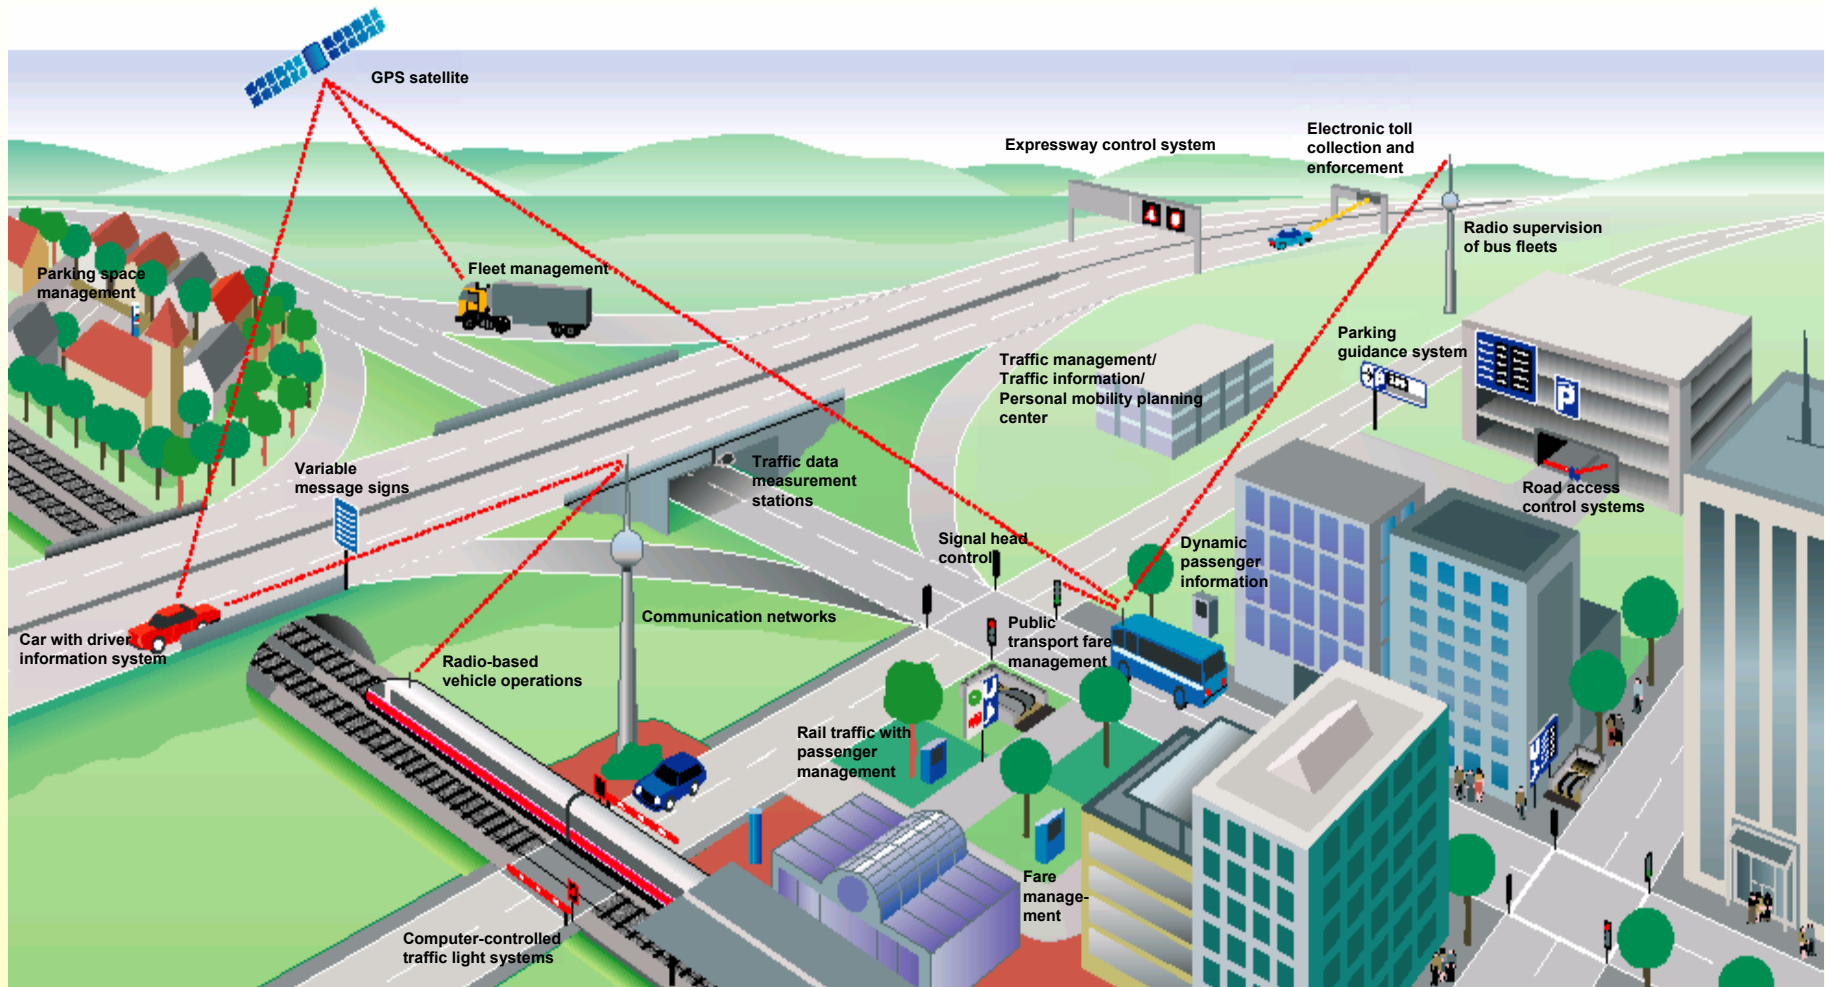 GPS satellite
Expressway control system
Electronic toll
collection and
enforcement
Radio supervision
of bus fleets
Parking space
management
Fleet management
Parking
guidance system
Traffic management/
Traffic information/
Personal mobility planning
center
P
Variable
message signs
Traffic data
measurement
stations
Road access
control systems
Signal head
control
Dynamic
passenger
information
Communication networks
Public
transport fare
management
Car with driver
information system
Radio-based
vehicle operations
Rail traffic with
passenger
management
Fare
manage-
ment
Computer-controlled
traffic light systems